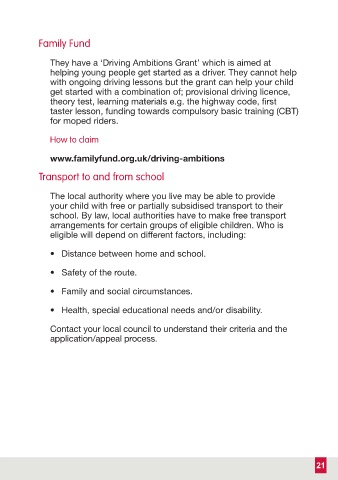 Family Fund
They have a ‘Driving Ambitions Grant’ which is aimed at
helping young people get started as a driver. They cannot help
with ongoing driving lessons but the grant can help your child
get started with a combination of; provisional driving licence,
theory test, learning materials e.g. the highway code, first
taster lesson, funding towards compulsory basic training (CBT)
for moped riders.
How to claim
www.familyfund.org.uk/driving-ambitions
Transport to and from school
The local authority where you live may be able to provide
your child with free or partially subsidised transport to their
school. By law, local authorities have to make free transport
arrangements for certain groups of eligible children. Who is
eligible will depend on different factors, including:
• Distance between home and school.
• Safety of the route.
• Family and social circumstances.
• Health, special educational needs and/or disability.
Contact your local council to understand their criteria and the
application/appeal process.
21